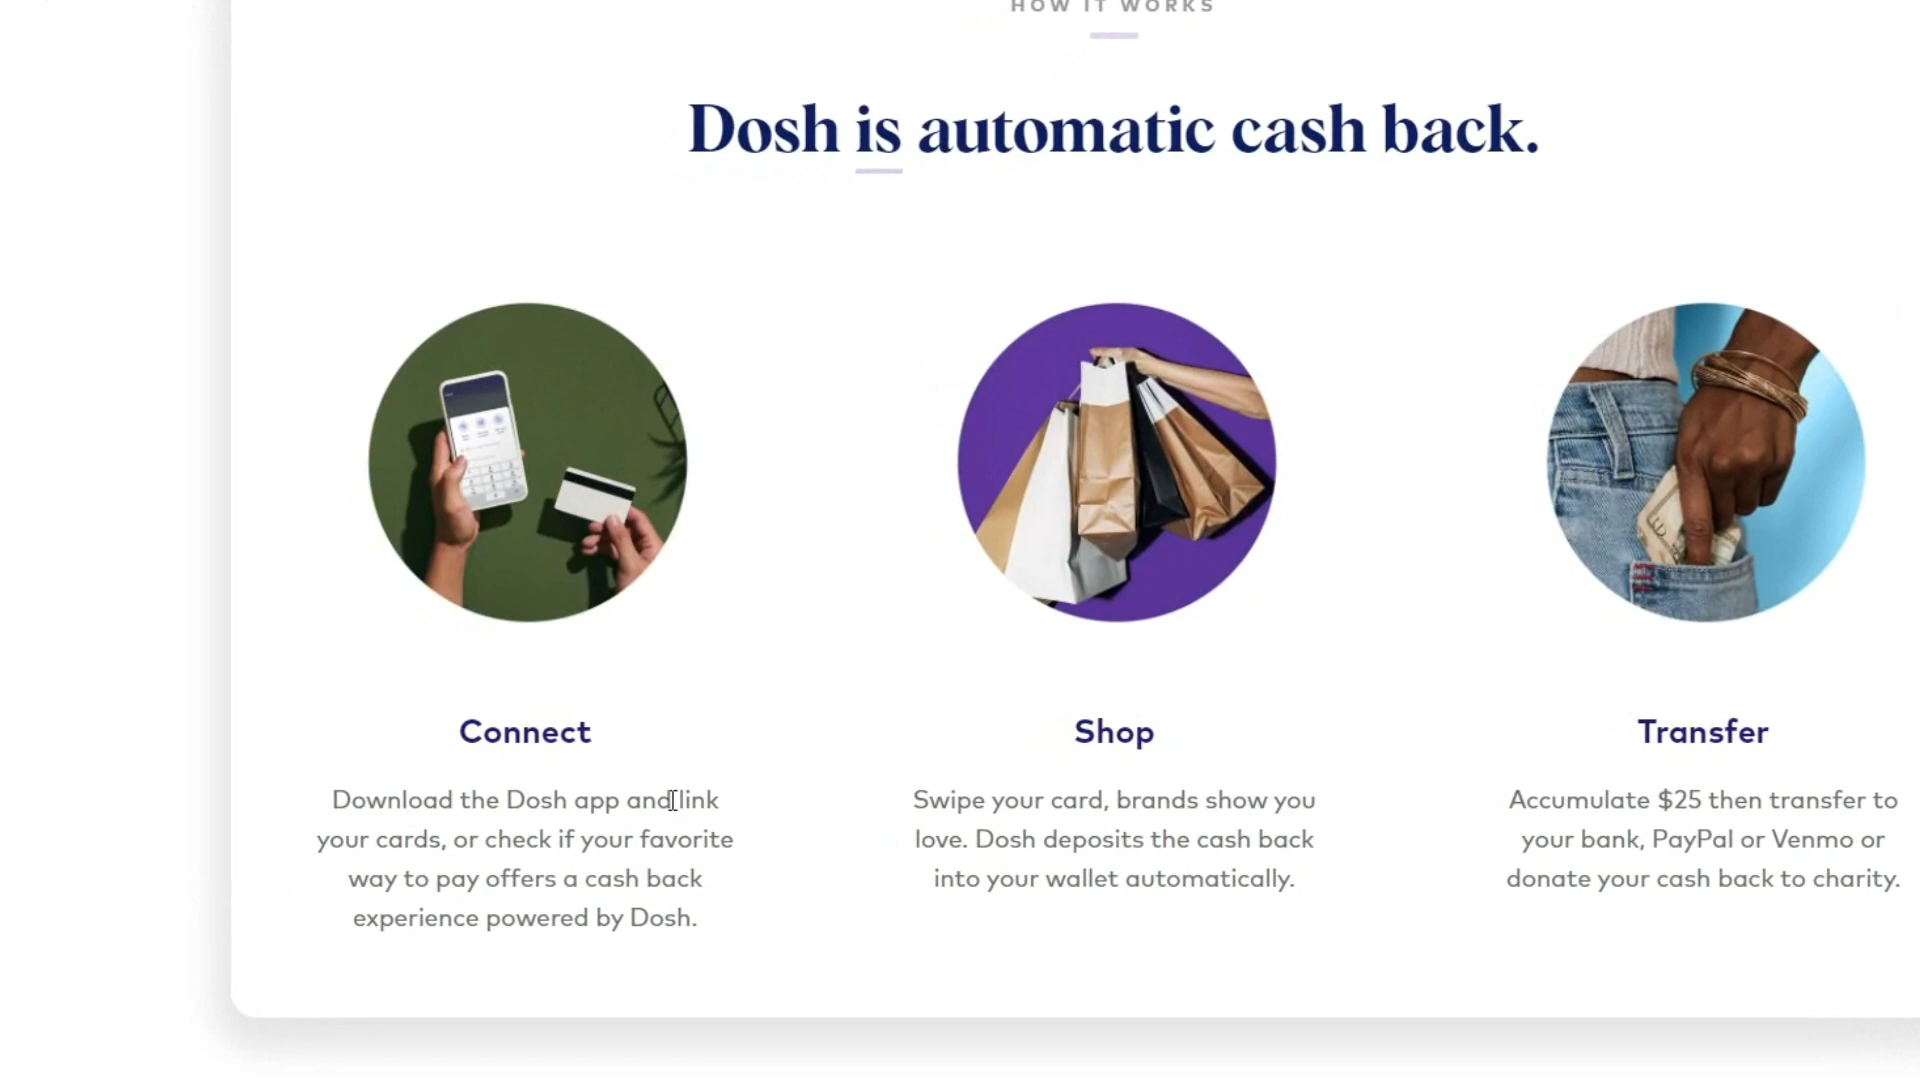 HOW IT WORKS
Dosh is automatic cash back.
Connect
Download the Dosh app and link
your cards, or check if your favorite
way to pay offers a cash back
experience powered by Dosh.
Shop
Swipe your card, brands show you
love. Dosh deposits the cash back
into your wallet automatically.
Transfer
Accumulate $25 then transfer to
your bank, PayPal or Venmo or
donate your cash back to charity.